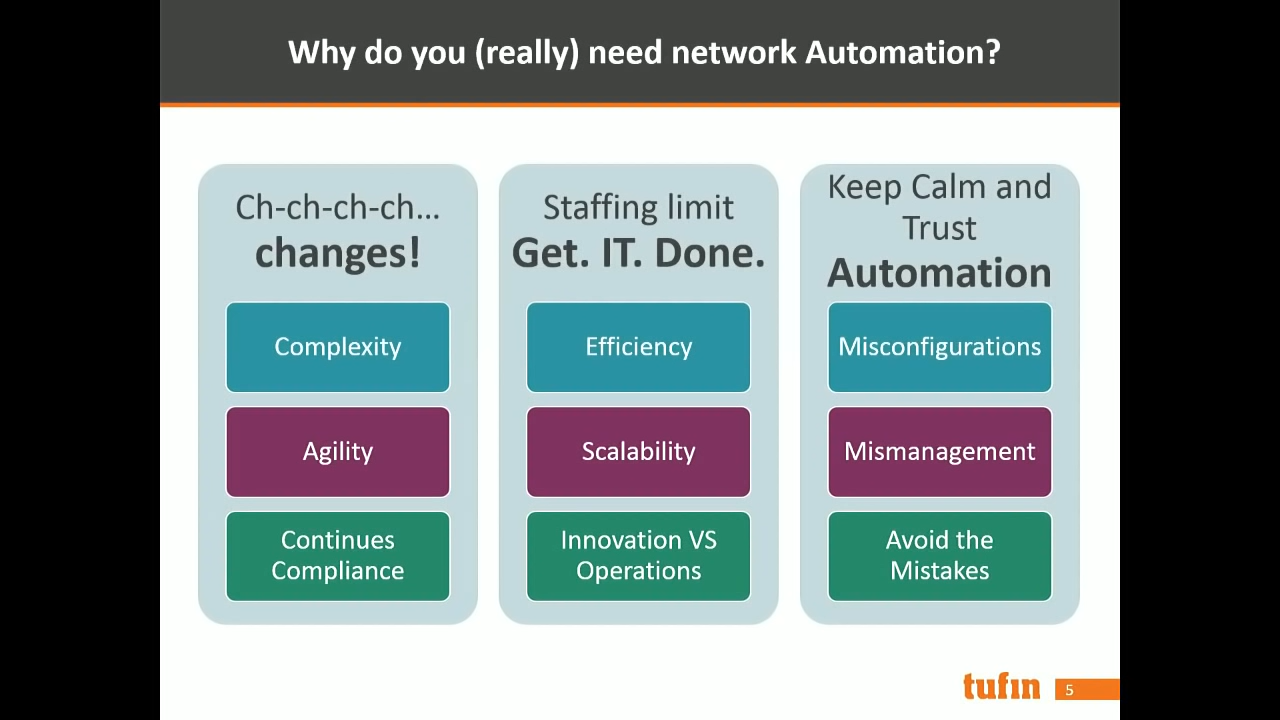 Why do you (really) need network Automation?
Ch-ch-ch-ch...
changes!
Complexity
Agility
Continues
Compliance
Staffing limit
Get. IT. Done.
Efficiency
Scalability
Innovation VS
Operations
Keep Calm and
Trust
Automation
Misconfigurations
Mismanagement
Avoid the
Mistakes
tufin
5